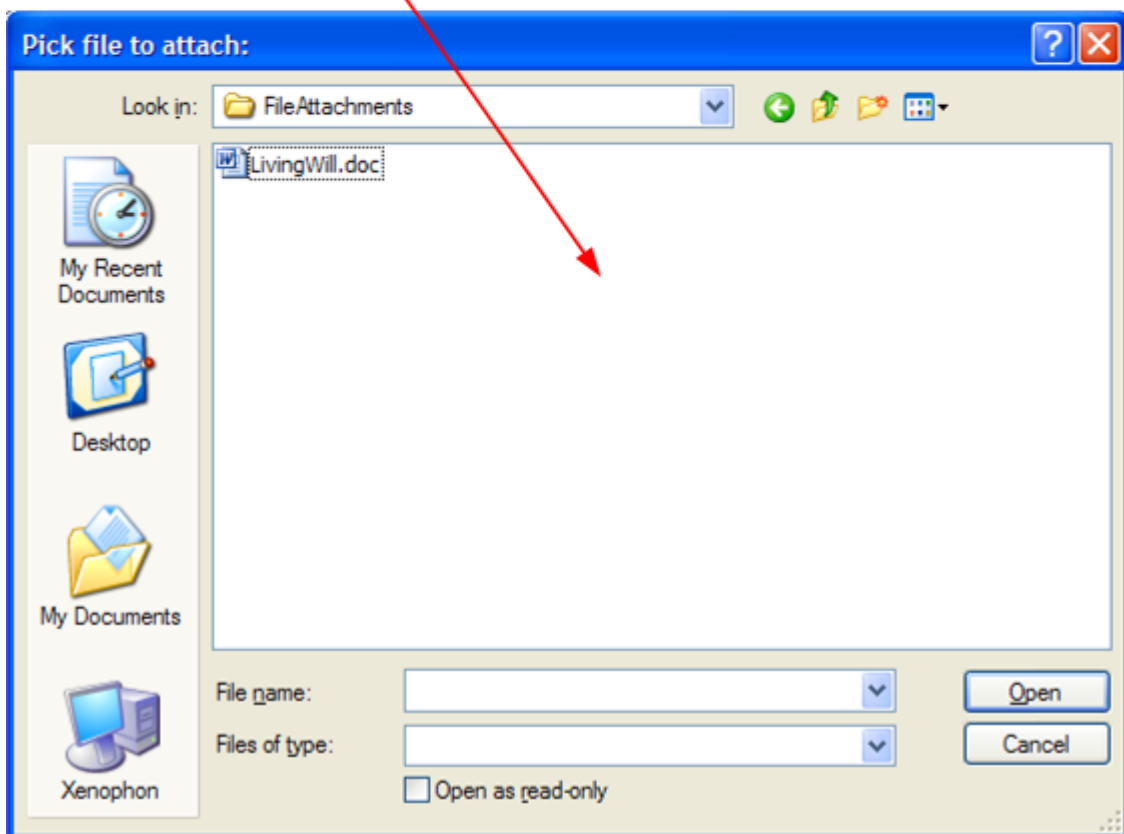 Pick file to attach:
Look in:
FileAttachments
LivingWill.doc
My Recent
Documents
Desktop
My Documents
Xenophon
File name:
Open
Files of type:
Cancel
Open as read-only